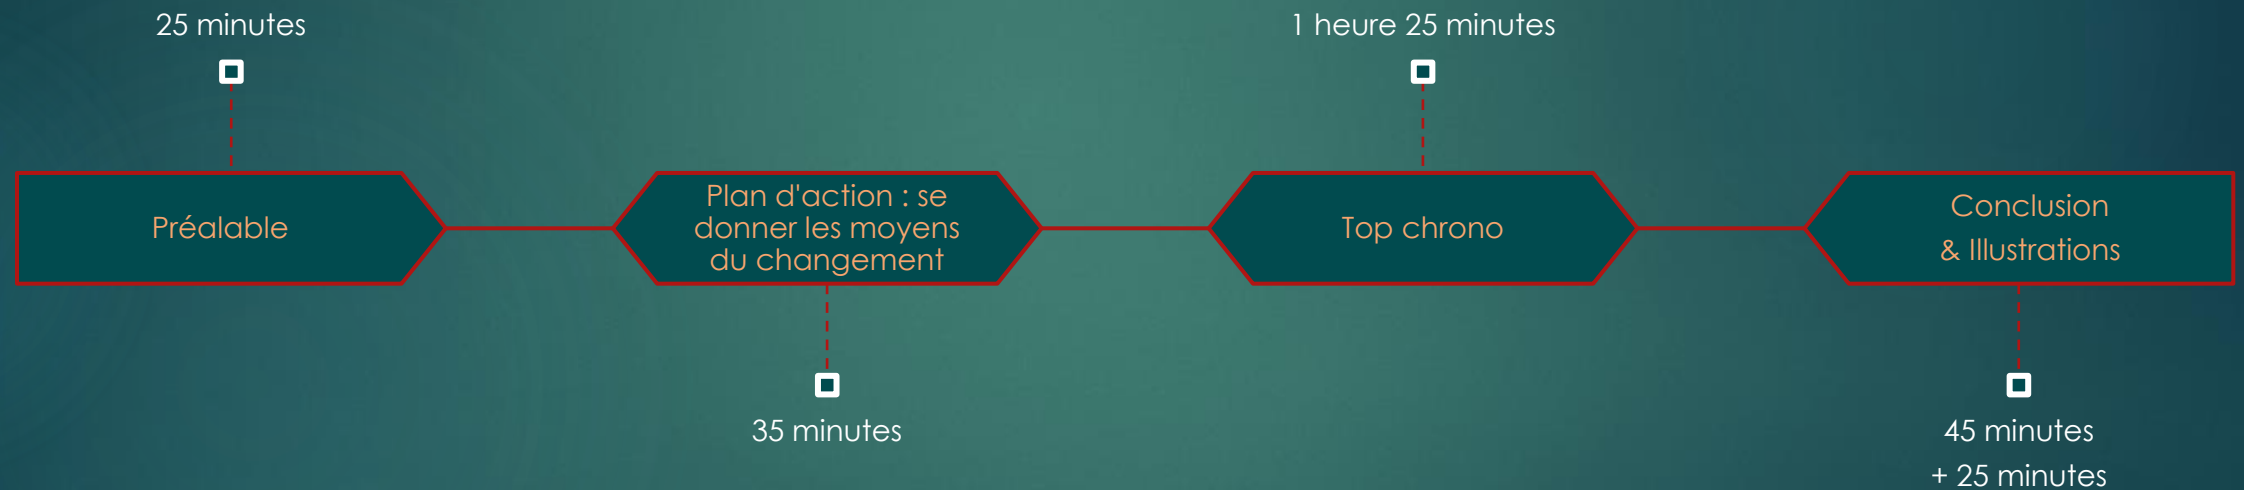 25 minutes
1 heure 25 minutes
Préalable
Plan d'action : se
donner les moyens
du changement
Top chrono
Conclusion
& Illustrations
35 minutes
45 minutes
+ 25 minutes